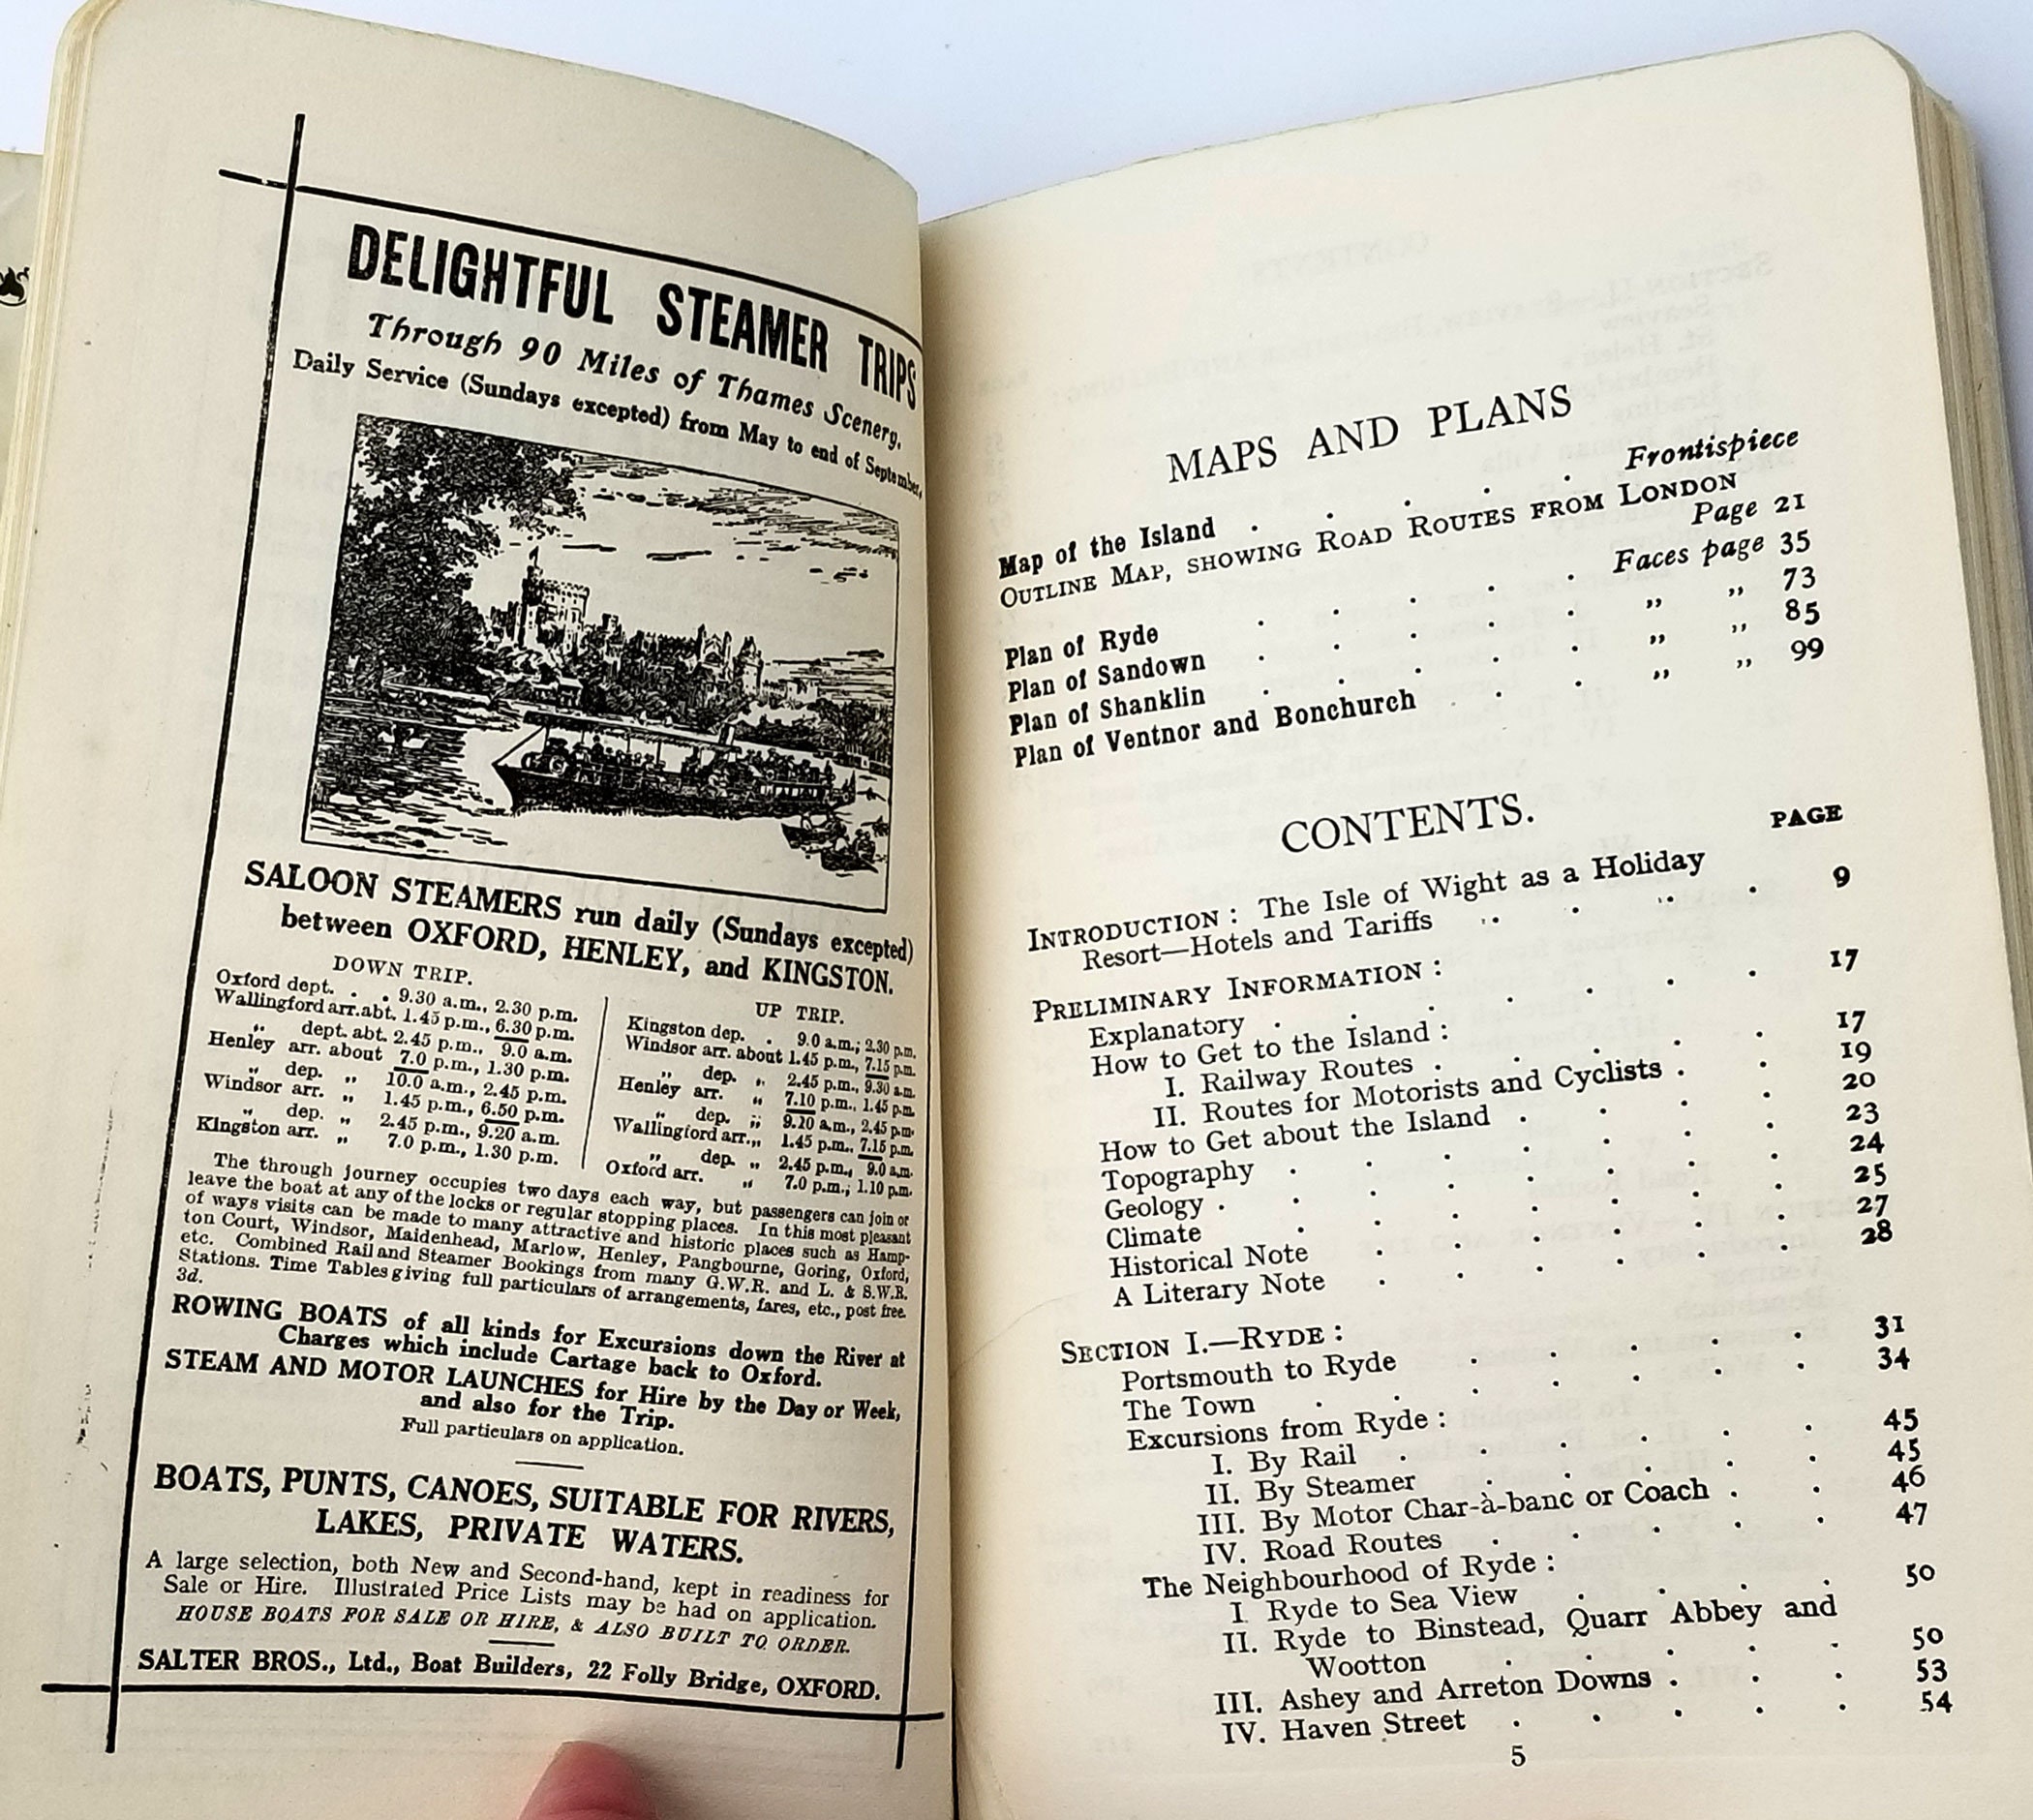 DELIGHTFUL STEAMER TRIPS
Through 90 Miles of Thames Scenery.
Daily Service (Sundays excepted) from May to end of September.
SALOON STEAMERS run daily (Sundays excepted)
between OXFORD, HENLEY, and KINGSTON.
DOWN TRIP.
Oxford dept. . . 9.30 a.m., 2.30 p.m.
Wallingford arr.abt. 1.45 p.m., 6.30 p.m.
„ dept. abt. 2.45 p.m., 9.0 a.m.
Henley arr. about 7.0 p.m., 1.30 p.m.
„ dep. „ 10.0 a.m., 2.45 p.m.
Windsor arr. „ 1.45 p.m., 6.50 p.m.
„ dep. „ 2.45 p.m., 9.20 a.m.
Kingston arr. „ 7.0 p.m., 1.30 p.m.
UP TRIP.
Kingston dep. . 9.0 a.m.; 2.30 p.m.
Windsor arr. about 1.45 p.m., 7.15 p.m.
„ dep. „ 2.45 p.m., 9.30 a.m.
Henley arr. „ 7.10 p.m., 1.45 p.m.
„ dep. „ 9.20 a.m., 2.45 p.m.
Wallingford arr.„ 1.45 p.m., 7.15 p.m.
„ dep. „ 2.45 p.m., 9.0 a.m.
Oxford arr. „ 7.0 p.m.; 1.10 p.m.
The through journey occupies two days each way, but passengers can join or
leave the boat at any of the locks or regular stopping places. In this most pleasant
of ways visits can be made to many attractive and historic places such as Hamp-
ton Court, Windsor, Maidenhead, Marlow, Henley, Pangbourne, Goring, Oxford,
etc. Combined Rail and Steamer Bookings from many G.W.R. and L. & S.W.R.
Stations. Time Tables giving full particulars of arrangements, fares, etc., post free.
3d.
ROWING BOATS of all kinds for Excursions down the River at
Charges which include Cartage back to Oxford.
STEAM AND MOTOR LAUNCHES for Hire by the Day or Week,
and also for the Trip.
Full particulars on application.
BOATS, PUNTS, CANOES, SUITABLE FOR RIVERS,
LAKES, PRIVATE WATERS.
A large selection, both New and Second-hand, kept in readiness for
Sale or Hire. Illustrated Price Lists may be had on application.
HOUSE BOATS FOR SALE OR HIRE, & ALSO BUILT TO ORDER.
SALTER BROS., Ltd., Boat Builders, 22 Folly Bridge, OXFORD.
MAPS AND PLANS
Map of the Island . . . . . Frontispiece
OUTLINE MAP, SHOWING ROAD ROUTES FROM LONDON
Page 21
Plan of Ryde . . . . . Faces page 35
Plan of Sandown . . . . . „ „ 73
Plan of Shanklin . . . . . „ „ 85
Plan of Ventnor and Bonchurch . . „ „ 99
CONTENTS.
PAGE
INTRODUCTION : The Isle of Wight as a Holiday
Resort—Hotels and Tariffs . . . . 9
PRELIMINARY INFORMATION :
Explanatory . . . . . . . 17
How to Get to the Island :
I. Railway Routes . . . . . 17
II. Routes for Motorists and Cyclists . . 19
How to Get about the Island . . . . 20
Topography . . . . . . . 23
Geology . . . . . . . . 24
Climate . . . . . . . 25
Historical Note . . . . . . 27
A Literary Note . . . . . . 28
SECTION I.—RYDE :
Portsmouth to Ryde . . . . . 31
The Town . . . . . . . 34
Excursions from Ryde :
I. By Rail . . . . . . 45
II. By Steamer . . . . . 45
III. By Motor Char-à-banc or Coach . . 46
IV. Road Routes . . . . . 47
The Neighbourhood of Ryde :
I Ryde to Sea View . . . . 50
II. Ryde to Binstead, Quarr Abbey and
Wootton . . . . . 50
III. Ashey and Arreton Downs . . . 53
IV. Haven Street . . . . . 54
5